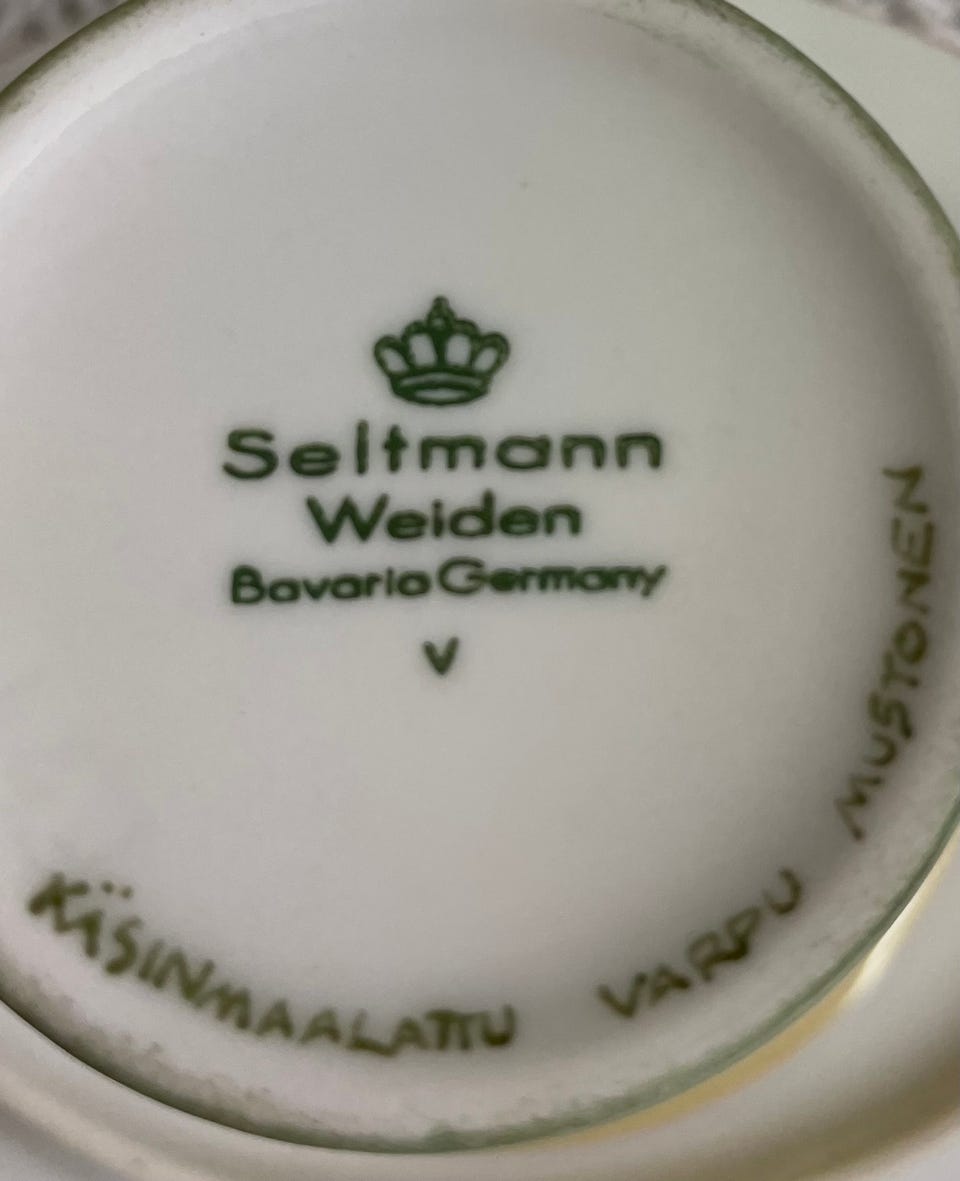 Seltmann
Weiden
Bavaria Germany
V
KÄSINMAALATTU VARPU MUSTONEN